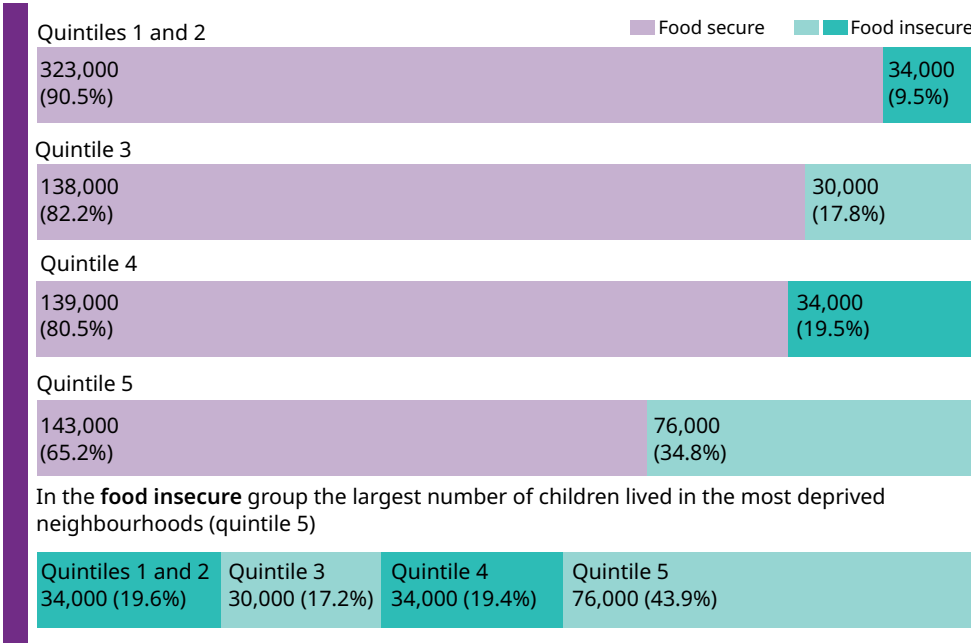 Quintiles 1 and 2
Food secure
Food insecure
323,000
(90.5%)
34,000
(9.5%)
Quintile 3
138,000
(82.2%)
30,000
(17.8%)
Quintile 4
139,000
(80.5%)
34,000
(19.5%)
Quintile 5
143,000
(65.2%)
76,000
(34.8%)
In the food insecure group the largest number of children lived in the most deprived
neighbourhoods (quintile 5)
Quintiles 1 and 2
34,000 (19.6%)
Quintile 3
30,000 (17.2%)
Quintile 4
34,000 (19.4%)
Quintile 5
76,000 (43.9%)